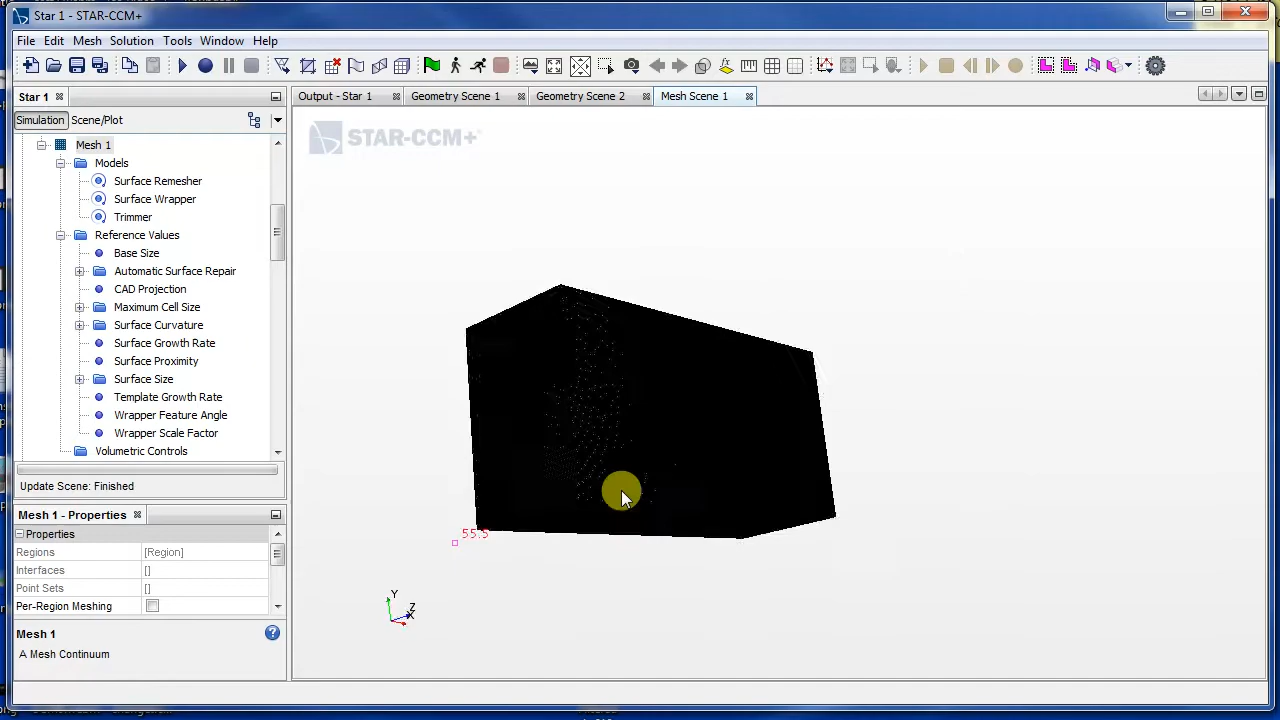 Star 1 - STAR-CCM+
File Edit Mesh Solution Tools Window Help
Star 1
Output - Star 1 Geometry Scene 1 Geometry Scene 2 Mesh Scene 1
Simulation Scene/Plot
Mesh 1
Models
Surface Remesher
Surface Wrapper
Trimmer
Reference Values
Base Size
Automatic Surface Repair
CAD Projection
Maximum Cell Size
Surface Curvature
Surface Growth Rate
Surface Proximity
Surface Size
Template Growth Rate
Wrapper Feature Angle
Wrapper Scale Factor
Volumetric Controls
Update Scene: Finished
Mesh 1 - Properties
Properties
Regions [Region]
Interfaces []
Point Sets []
Per-Region Meshing
Mesh 1
A Mesh Continuum
STAR-CCM+
55.5
Y
Z
X